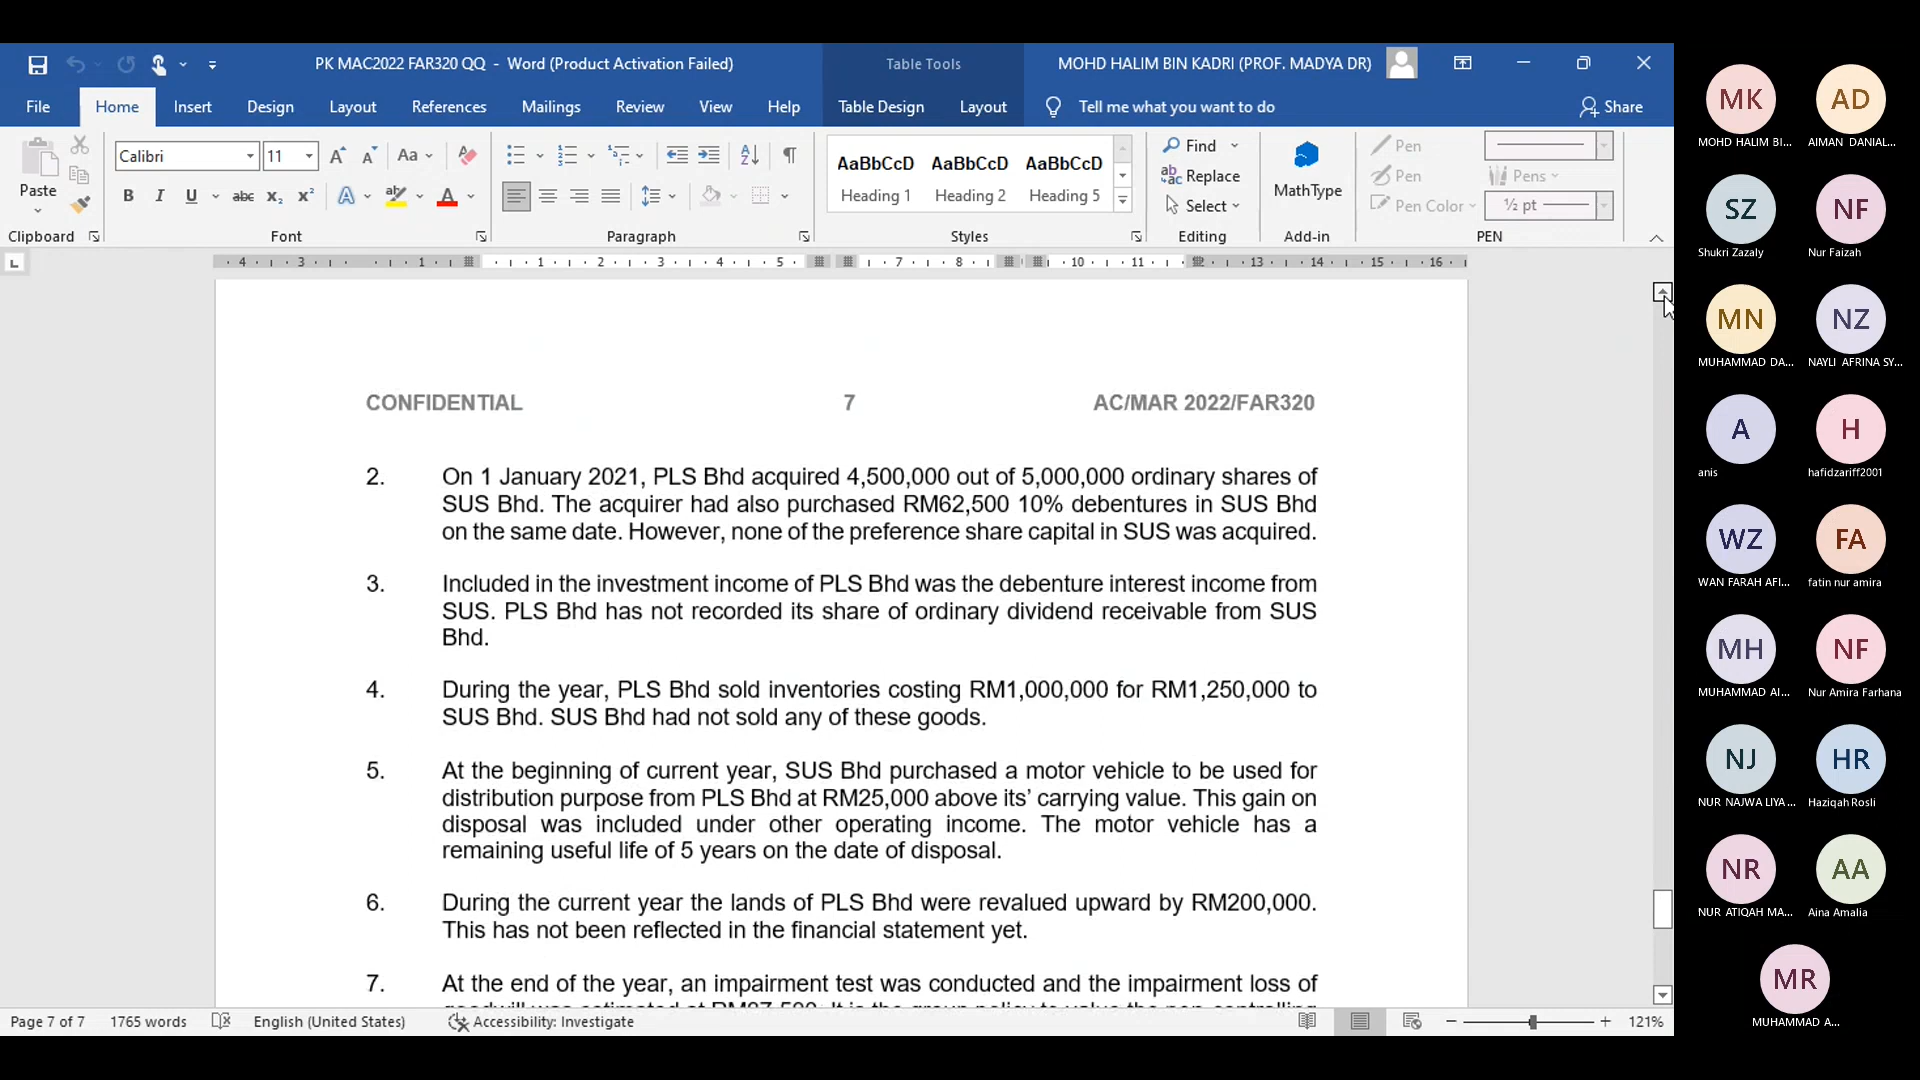 PK MAC2022 FAR320 QQ - Word (Product Activation Failed)
Table Tools
MOHD HALIM BIN KADRI (PROF. MADYA DR)
File Home Insert Design Layout References Mailings Review View Help Table Design Layout Tell me what you want to do Share
Paste
Clipboard
Calibri 11
Font
Paragraph
AaBbCcD AaBbCcD AaBbCcD
Heading 1 Heading 2 Heading 5
Styles
Find
Replace
Select
Editing
MathType
Add-in
Pen
Pen Pens
Pen Color ½ pt
PEN
4 3 1 1 2 3 4 5 7 8 10 11 13 14 15 16
CONFIDENTIAL 7 AC/MAR 2022/FAR320
2. On 1 January 2021, PLS Bhd acquired 4,500,000 out of 5,000,000 ordinary shares of
SUS Bhd. The acquirer had also purchased RM62,500 10% debentures in SUS Bhd
on the same date. However, none of the preference share capital in SUS was acquired.
3. Included in the investment income of PLS Bhd was the debenture interest income from
SUS. PLS Bhd has not recorded its share of ordinary dividend receivable from SUS
Bhd.
4. During the year, PLS Bhd sold inventories costing RM1,000,000 for RM1,250,000 to
SUS Bhd. SUS Bhd had not sold any of these goods.
5. At the beginning of current year, SUS Bhd purchased a motor vehicle to be used for
distribution purpose from PLS Bhd at RM25,000 above its’ carrying value. This gain on
disposal was included under other operating income. The motor vehicle has a
remaining useful life of 5 years on the date of disposal.
6. During the current year the lands of PLS Bhd were revalued upward by RM200,000.
This has not been reflected in the financial statement yet.
7. At the end of the year, an impairment test was conducted and the impairment loss of
Page 7 of 7 1765 words English (United States) Accessibility: Investigate 121%
MK AD
MOHD HALIM BI... AIMAN DANIAL...
SZ NF
Shukri Zazaly Nur Faizah
MN NZ
MUHAMMAD DA... NAYLI AFRINA SY...
A H
anis hafidzariff2001
WZ FA
WAN FARAH AFI... fatin nur amira
MH NF
MUHAMMAD AI... Nur Amira Farhana
NJ HR
NUR NAJWA LIYA... Haziqah Rosli
NR AA
NUR ATIQAH MA... Aina Amalia
MR
MUHAMMAD A...